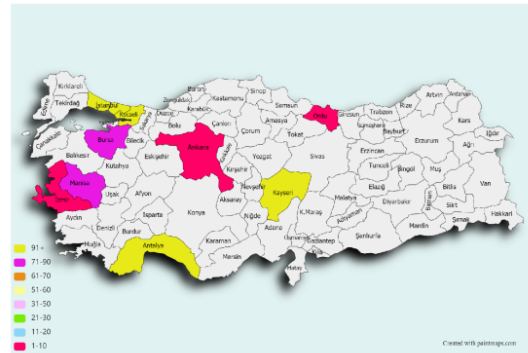 Kırklareli
Edirne
Tekirdağ
İstanbul
Kocaeli
Sakarya
Düzce
Zonguldak
Bartın
Karabük
Kastamonu
Sinop
Samsun
Ordu
Giresun
Trabzon
Rize
Artvin
Ardahan
Kars
Iğdır
Ağrı
Çanakkale
Balıkesir
Bursa
Bilecik
Bolu
Çankırı
Çorum
Amasya
Tokat
Gümüşhane
Bayburt
Erzurum
Erzincan
Eskişehir
Ankara
Kırıkkale
Kırşehir
Yozgat
Sivas
Tunceli
Bingöl
Muş
Kütahya
Manisa
İzmir
Uşak
Afyon
Aksaray
Nevşehir
Kayseri
Malatya
Elazığ
Diyarbakır
Batman
Bitlis
Van
Siirt
Aydın
Denizli
Isparta
Konya
Niğde
K.Maraş
Adıyaman
Mardin
Şırnak
Hakkari
Muğla
Burdur
Antalya
Karaman
Mersin
Adana
Osmaniye
Gaziantep
Kilis
Şanlıurfa
Hatay
91+
71-90
61-70
51-60
31-50
21-30
11-20
1-10
Created with paintmaps.com